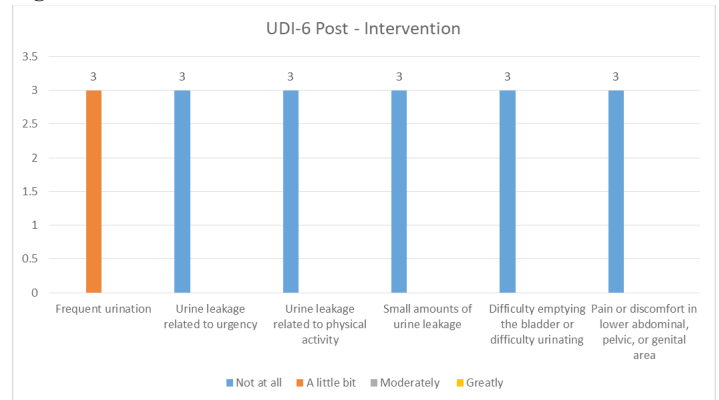 UDI-6 Post - Intervention
3.5
3
2.5
2
1.5
1
0.5
0
3 3 3 3 3 3
Frequent urination
Urine leakage
related to urgency
Urine leakage
related to physical
activity
Small amounts of
urine leakage
Difficulty emptying
the bladder or
difficulty urinating
Pain or discomfort in
lower abdominal,
pelvic, or genital
area
Not at all A little bit Moderately Greatly